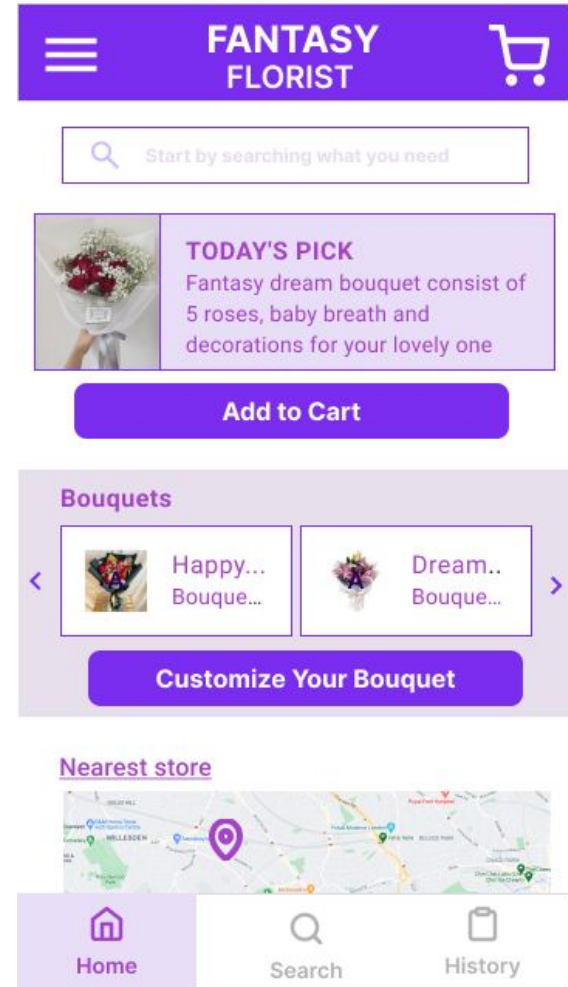 FANTASY
FLORIST
Start by searching what you need
TODAY'S PICK
Fantasy dream bouquet consist of
5 roses, baby breath and
decorations for your lovely one
Add to Cart
Bouquets
Happy...
Bouque...
Dream..
Bouque...
Customize Your Bouquet
Nearest store
WILLESDEN
Home
Search
History